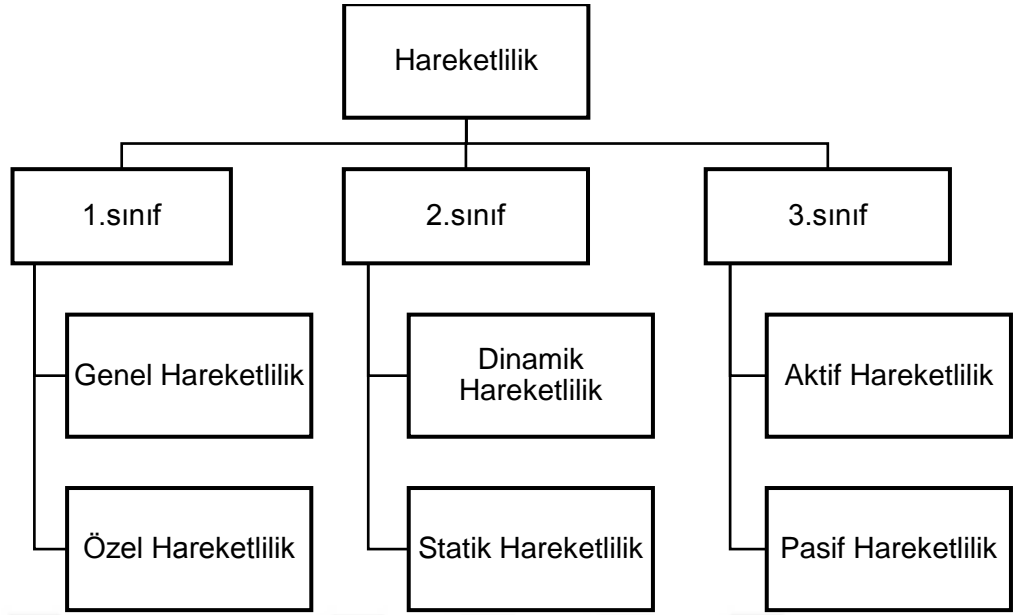 Hareketlilik
1.sınıf
2.sınıf
3.sınıf
Genel Hareketlilik
Dinamik
Hareketlilik
Aktif Hareketlilik
Özel Hareketlilik
Statik Hareketlilik
Pasif Hareketlilik